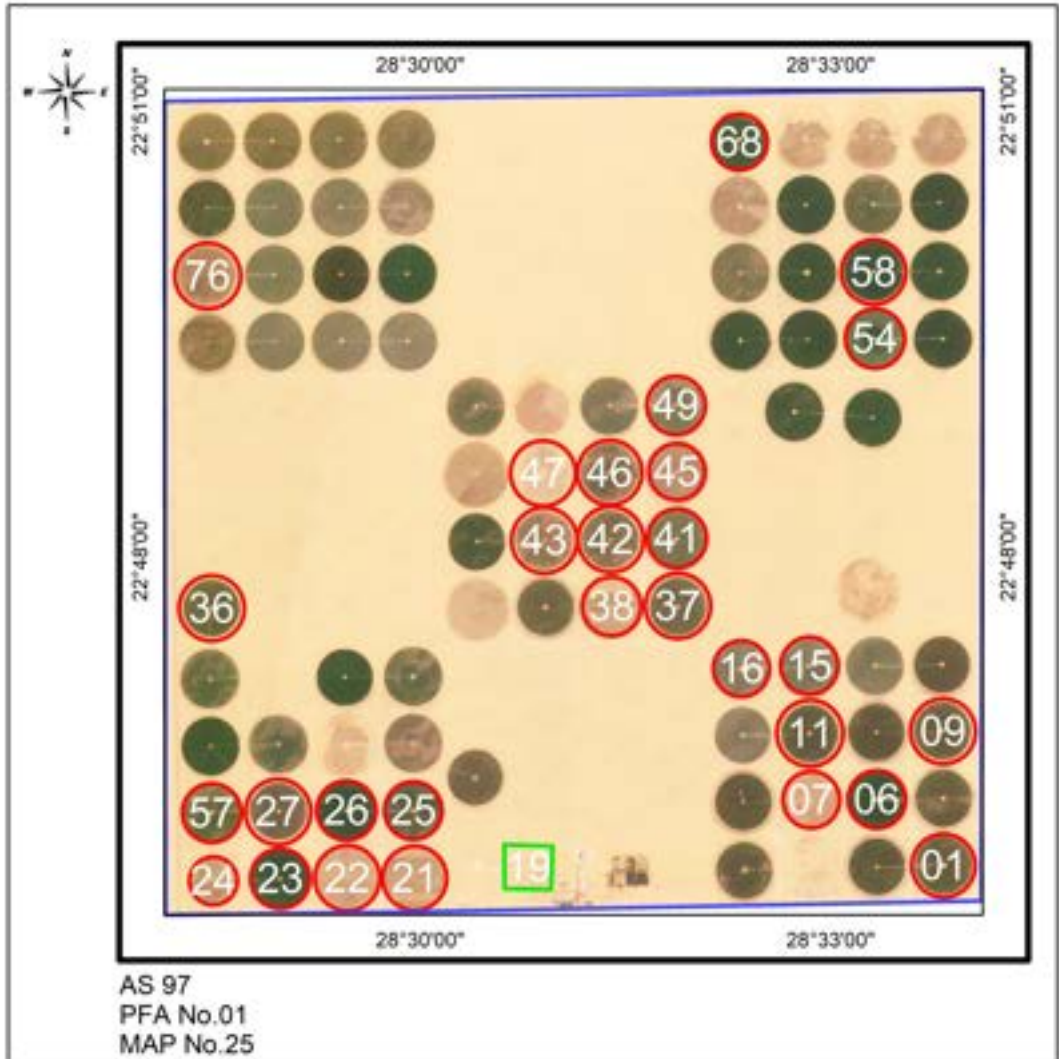 N
W E
S
28°30'00" 28°33'00"
22°51'00" 22°51'00"
68
76 58
54
49
47 46 45
43 42 41
22°48'00" 22°48'00"
36 38 37
16 15
11 09
57 27 26 25 07 06
24 23 22 21 19 01
28°30'00" 28°33'00"
AS 97
PFA No.01
MAP No.25